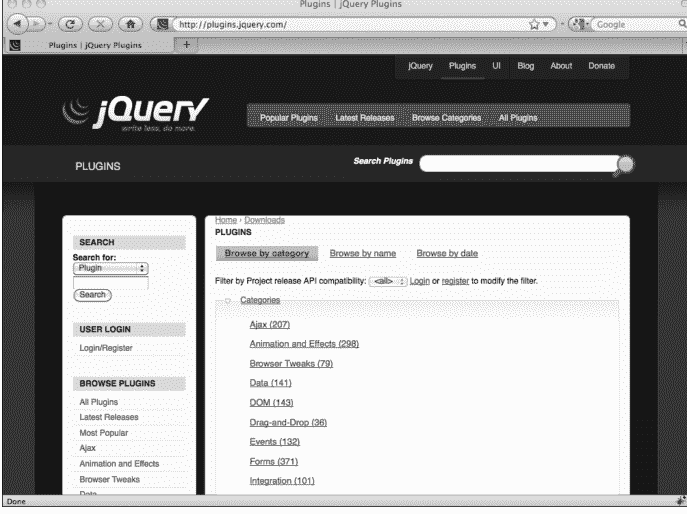 Plugins | jQuery Plugins
http://plugins.jquery.com/
Google
Plugins | jQuery Plugins
+
jQuery Plugins UI Blog About Donate
jQuery
write less, do more.
Popular Plugins Latest Releases Browse Categories All Plugins
PLUGINS
Search Plugins
Home › Downloads
PLUGINS
Browse by category Browse by name Browse by date
Filter by Project release API compatibility: <all> Login or register to modify the filter.
Categories
Ajax (207)
Animation and Effects (298)
Browser Tweaks (79)
Data (141)
DOM (143)
Drag-and-Drop (36)
Events (132)
Forms (371)
Integration (101)
SEARCH
Search for:
Plugin
Search
USER LOGIN
Login/Register
BROWSE PLUGINS
All Plugins
Latest Releases
Most Popular
Ajax
Animation and Effects
Browser Tweaks
Data
Done